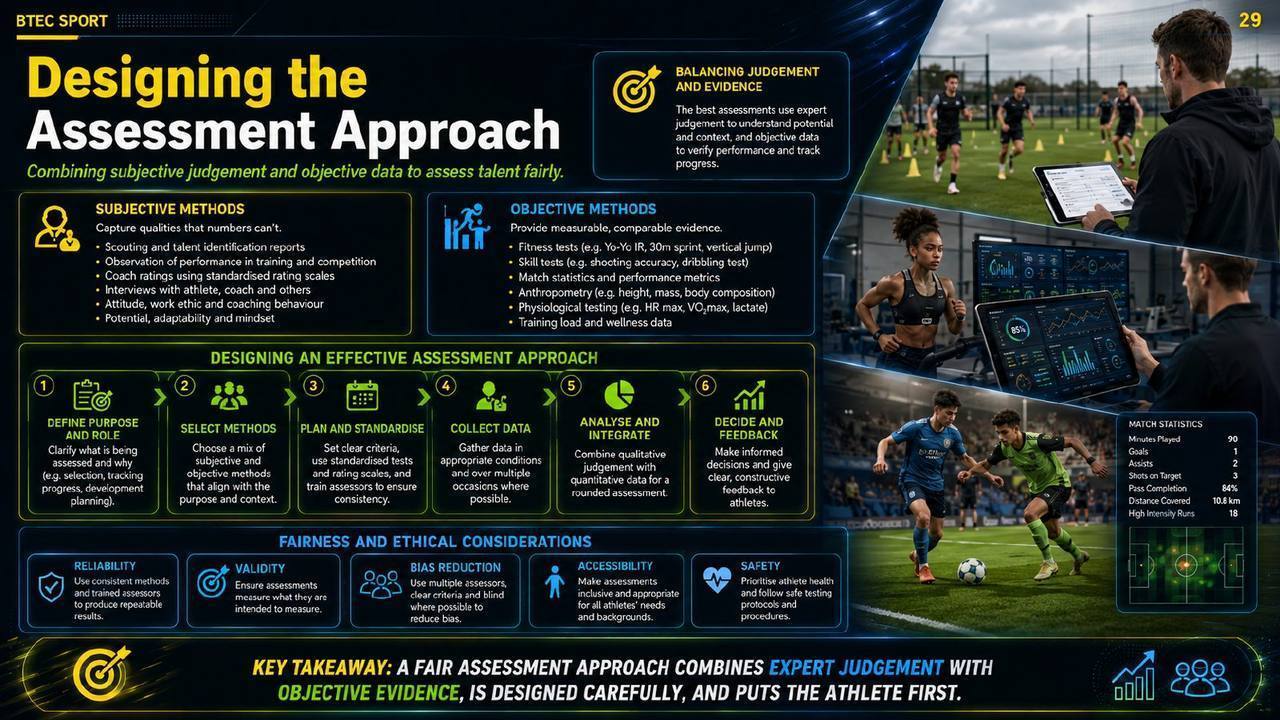 BTEC SPORT
29
Designing the
Assessment Approach
Combining subjective judgement and objective data to assess talent fairly.
BALANCING JUDGEMENT
AND EVIDENCE
The best assessments use expert
judgement to understand potential
and context, and objective data
to verify performance and track
progress.
SUBJECTIVE METHODS
Capture qualities that numbers can't.
• Scouting and talent identification reports
• Observation of performance in training and competition
• Coach ratings using standardised rating scales
• Interviews with athlete, coach and others
• Attitude, work ethic and coaching behaviour
• Potential, adaptability and mindset
OBJECTIVE METHODS
Provide measurable, comparable evidence.
• Fitness tests (e.g. Yo-Yo IR, 30m sprint, vertical jump)
• Skill tests (e.g. shooting accuracy, dribbling test)
• Match statistics and performance metrics
• Anthropometry (e.g. height, mass, body composition)
• Physiological testing (e.g. HR max, VO₂max, lactate)
• Training load and wellness data
DESIGNING AN EFFECTIVE ASSESSMENT APPROACH
1
DEFINE PURPOSE
AND ROLE
Clarify what is being
assessed and why
(e.g. selection, tracking
progress, development
planning).
2
SELECT METHODS
Choose a mix of
subjective and
objective methods
that align with the
purpose and context.
3
PLAN AND STANDARDISE
Set clear criteria,
use standardised tests
and rating scales, and
train assessors to ensure
consistency.
4
COLLECT DATA
Gather data in
appropriate conditions
and over multiple
occasions where
possible.
5
ANALYSE AND
INTEGRATE
Combine qualitative
judgement with
quantitative data for a
rounded assessment.
6
DECIDE AND
FEEDBACK
Make informed
decisions and give
clear, constructive
feedback to
athletes.
FAIRNESS AND ETHICAL CONSIDERATIONS
RELIABILITY
Use consistent methods
and trained assessors
to produce repeatable
results.
VALIDITY
Ensure assessments
measure what they are
intended to measure.
BIAS REDUCTION
Use multiple assessors,
clear criteria and blind
where possible to
reduce bias.
ACCESSIBILITY
Make assessments
inclusive and appropriate
for all athletes' needs
and backgrounds.
SAFETY
Prioritise athlete health
and follow safe testing
protocols and
procedures.
85%
MATCH STATISTICS
Minutes Played 90
Goals 1
Assists 2
Shots on Target 3
Pass Completion 84%
Distance Covered 10.8 km
High Intensity Runs 18
KEY TAKEAWAY: A FAIR ASSESSMENT APPROACH COMBINES EXPERT JUDGEMENT WITH
OBJECTIVE EVIDENCE, IS DESIGNED CAREFULLY, AND PUTS THE ATHLETE FIRST.